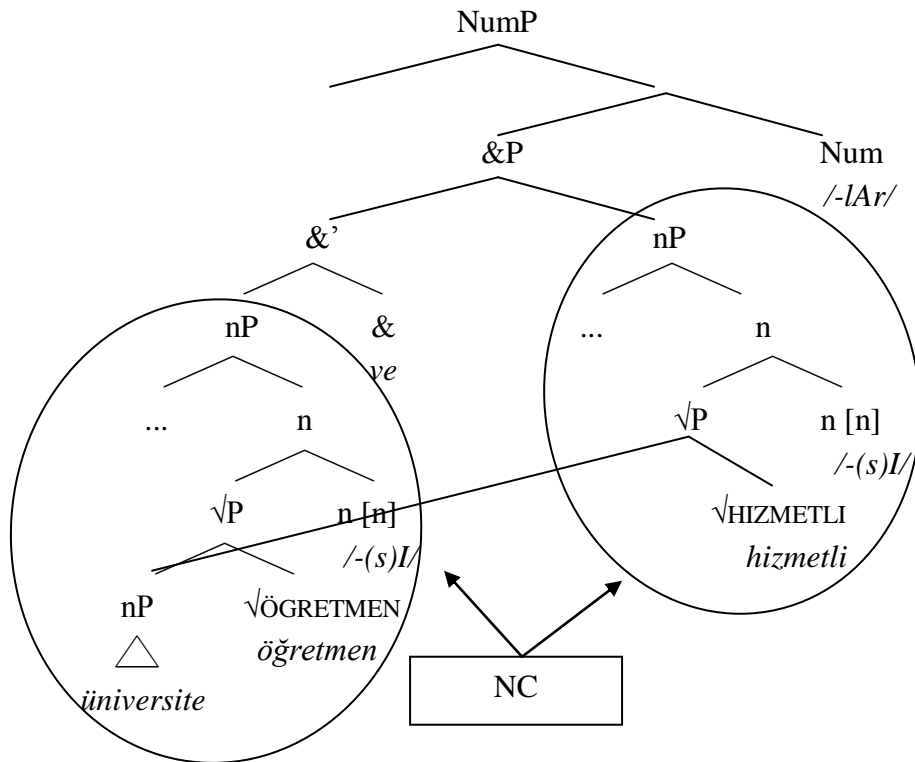 NumP
&P Num
/-lAr/
&’ nP
nP & ... n
ve
... n √P n [n]
/-(s)I/
√P n [n] √HIZMETLI
/-(s)I/ hizmetli
nP √ÖGRETMEN
öğretmen
üniversite
NC